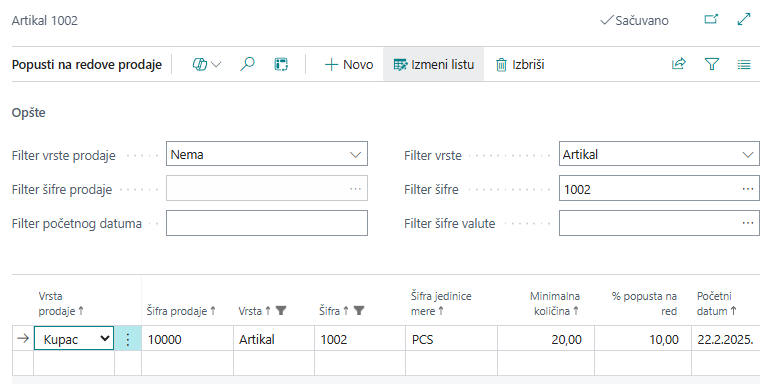 Artikal 1002
Sačuvano
Popusti na redove prodaje
Novo
Izmeni listu
Izbriši
Opšte
Filter vrste prodaje
Nema
Filter vrste
Artikal
Filter šifre prodaje
Filter šifre
1002
Filter početnog datuma
Filter šifre valute
Vrsta prodaje
Šifra prodaje
Vrsta
Šifra
Šifra jedinice mere
Minimalna količina
% popusta na red
Početni datum
Kupac
10000
Artikal
1002
PCS
20,00
10,00
22.2.2025.